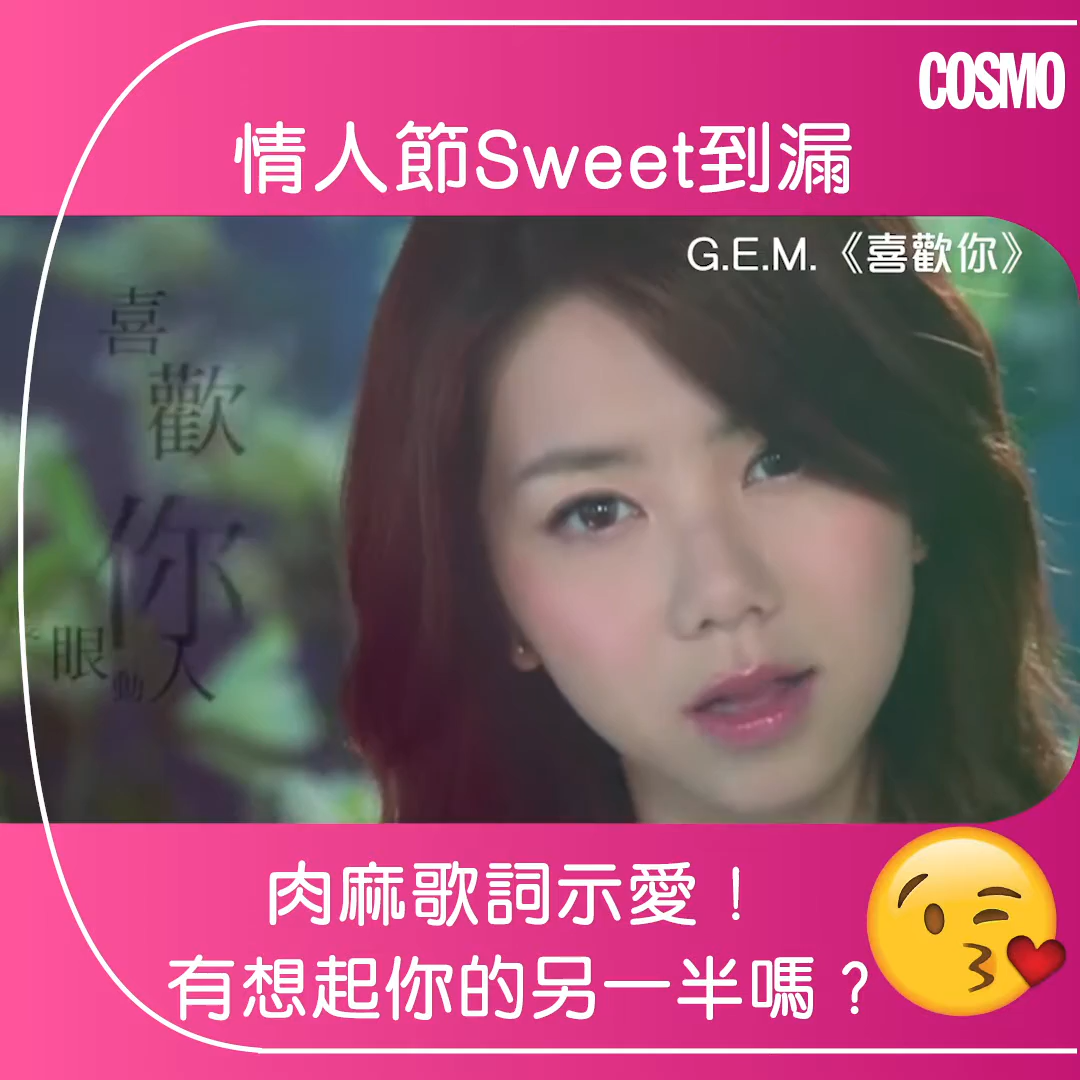 COSMO
情人節Sweet到漏
G.E.M.《喜歡你》
喜
歡
你
眼動人
肉麻歌詞示愛！
有想起你的另一半嗎？